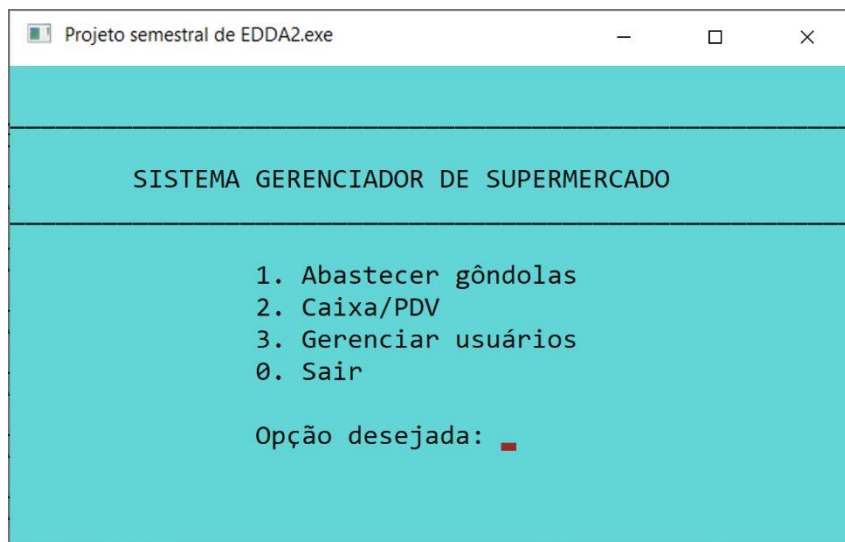 Projeto semestral de EDDA2.exe
SISTEMA GERENCIADOR DE SUPERMERCADO
1. Abastecer gôndolas
2. Caixa/PDV
3. Gerenciar usuários
0. Sair
Opção desejada: